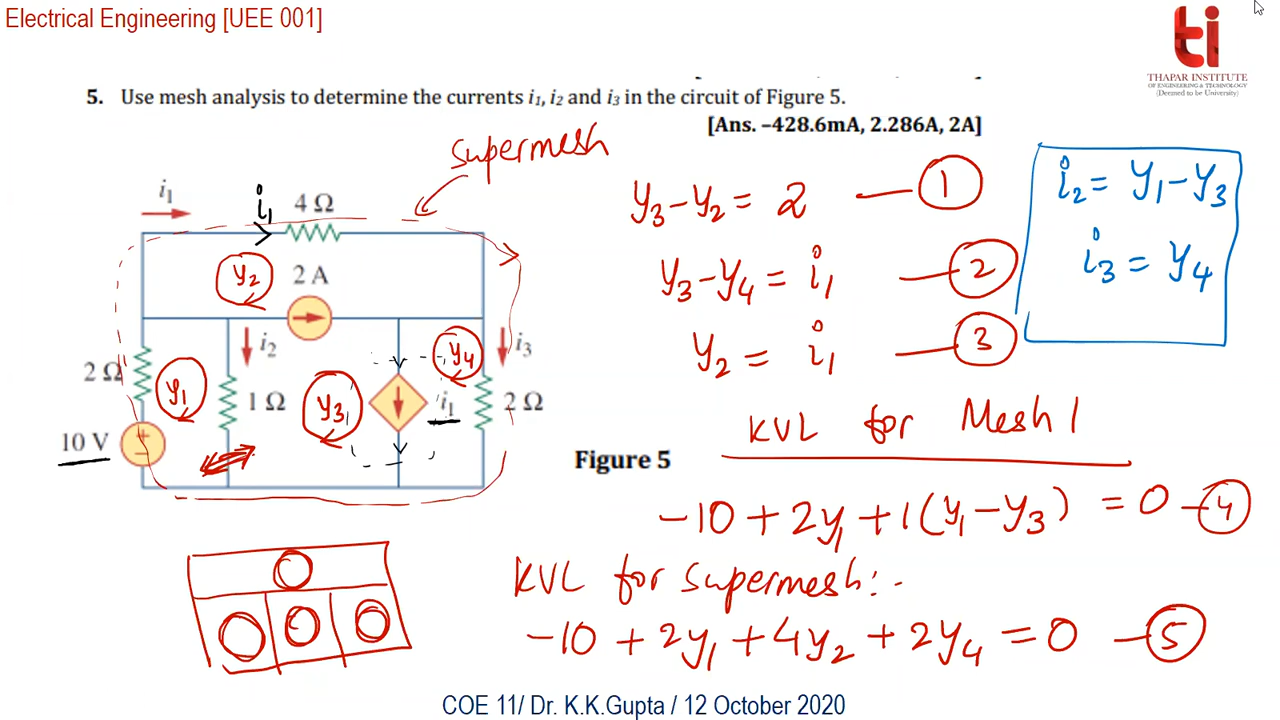 Electrical Engineering [UEE 001]
ti
THAPAR INSTITUTE
OF ENGINEERING & TECHNOLOGY
(Deemed to be University)
5. Use mesh analysis to determine the currents i₁, i₂ and i₃ in the circuit of Figure 5.
[Ans. –428.6mA, 2.286A, 2A]
supermesh
i₁
i₁
4 Ω
y₂
2 A
i₂
y₄
i₃
2 Ω
y₁
1 Ω
y₃
i₁
2 Ω
10 V
+
−
Figure 5
y₃ − y₂ = 2 — 1
y₃ − y₄ = i₁ — 2
y₂ = i₁ — 3
i₂ = y₁ − y₃
i₃ = y₄
KVL for Mesh 1
−10 + 2y₁ + 1(y₁ − y₃) = 0 — 4
KVL for supermesh: -
−10 + 2y₁ + 4y₂ + 2y₄ = 0 — 5
COE 11/ Dr. K.K.Gupta / 12 October 2020